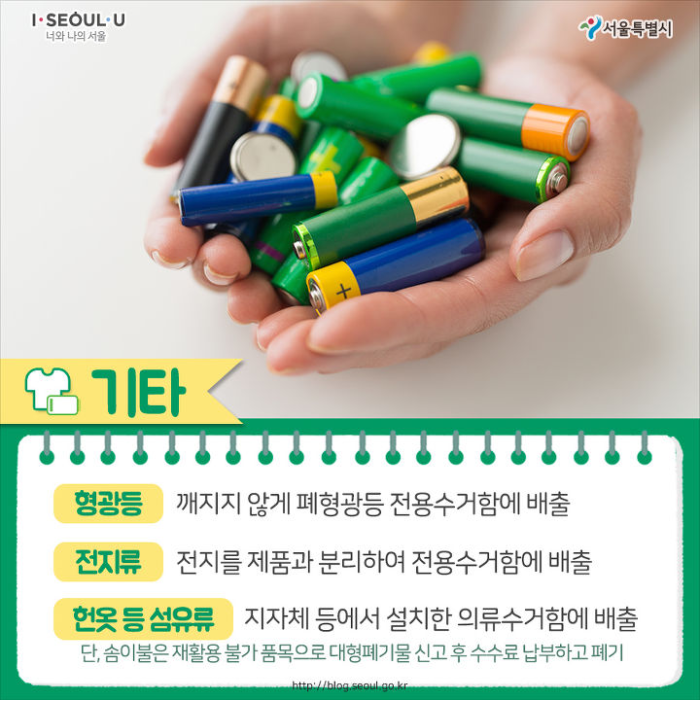 I·SEOUL·U
너와 나의 서울
서울특별시
기타
형광등 깨지지 않게 폐형광등 전용수거함에 배출
전지류 전지를 제품과 분리하여 전용수거함에 배출
헌옷 등 섬유류 지자체 등에서 설치한 의류수거함에 배출
단, 솜이불은 재활용 불가 품목으로 대형폐기물 신고 후 수수료 납부하고 폐기
http://blog.seoul.go.kr